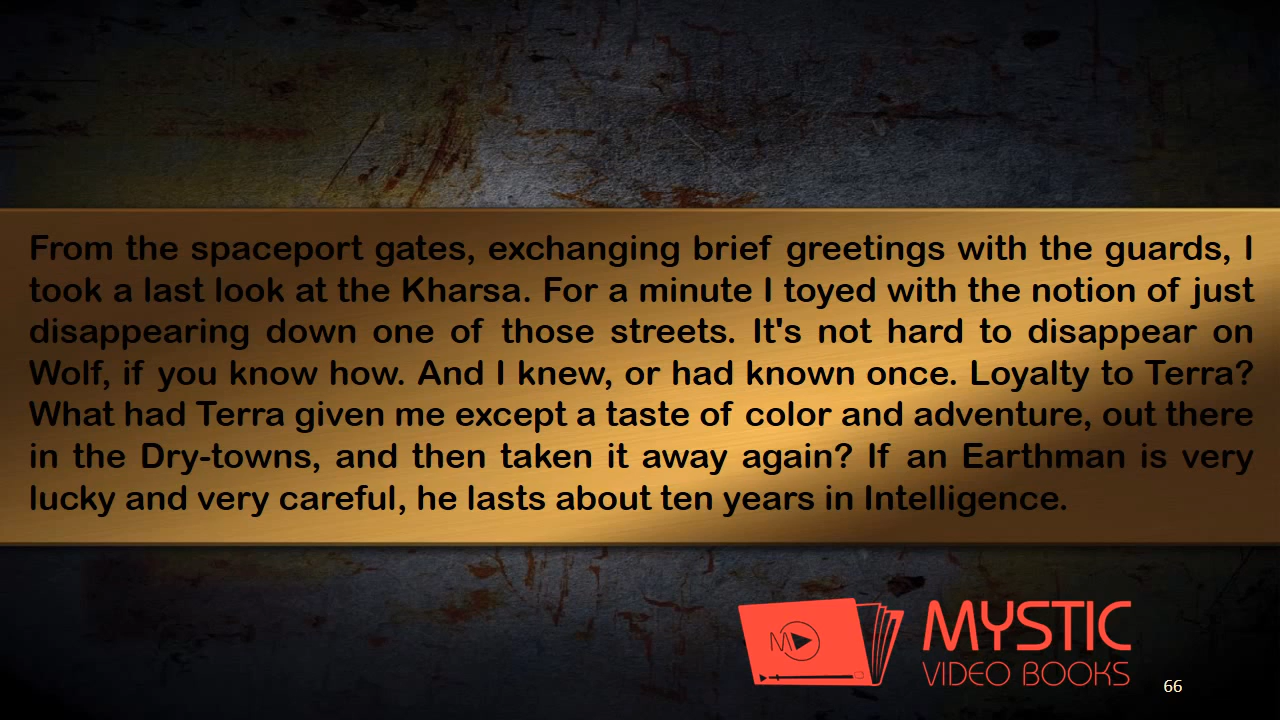 From the spaceport gates, exchanging brief greetings with the guards, I
took a last look at the Kharsa. For a minute I toyed with the notion of just
disappearing down one of those streets. It's not hard to disappear on
Wolf, if you know how. And I knew, or had known once. Loyalty to Terra?
What had Terra given me except a taste of color and adventure, out there
in the Dry-towns, and then taken it away again? If an Earthman is very
lucky and very careful, he lasts about ten years in Intelligence.
M
MYSTIC
VIDEO BOOKS
66